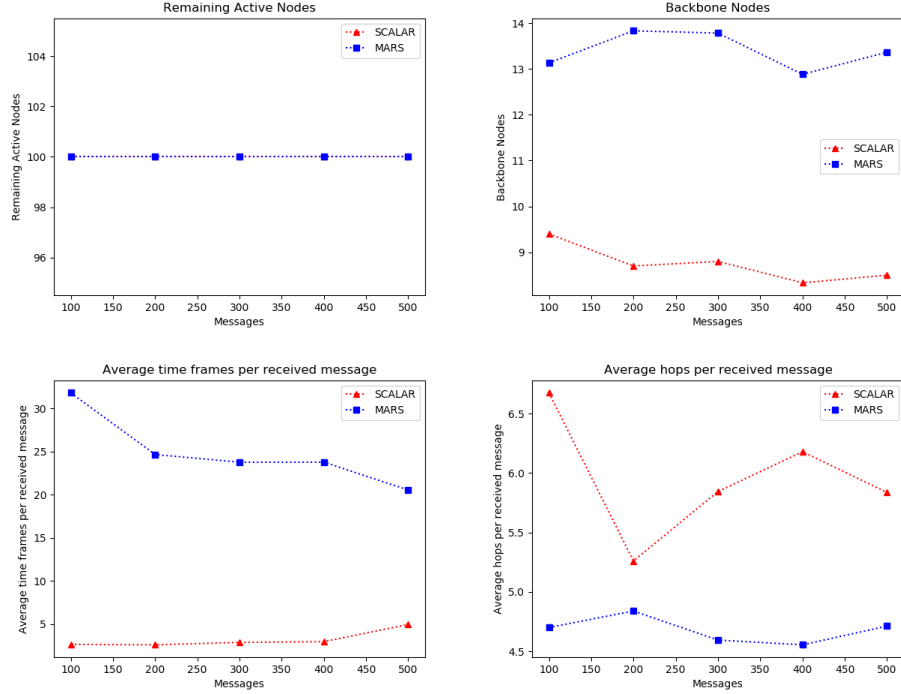 Remaining Active Nodes
SCALAR
MARS
Remaining Active Nodes
104
102
100
98
96
100 150 200 250 300 350 400 450 500
Messages
Backbone Nodes
SCALAR
MARS
Backbone Nodes
14
13
12
11
10
9
100 150 200 250 300 350 400 450 500
Messages
Average time frames per received message
SCALAR
MARS
Average time frames per received message
30
25
20
15
10
5
100 150 200 250 300 350 400 450 500
Messages
Average hops per received message
SCALAR
MARS
Average hops per received message
6.5
6.0
5.5
5.0
4.5
100 150 200 250 300 350 400 450 500
Messages